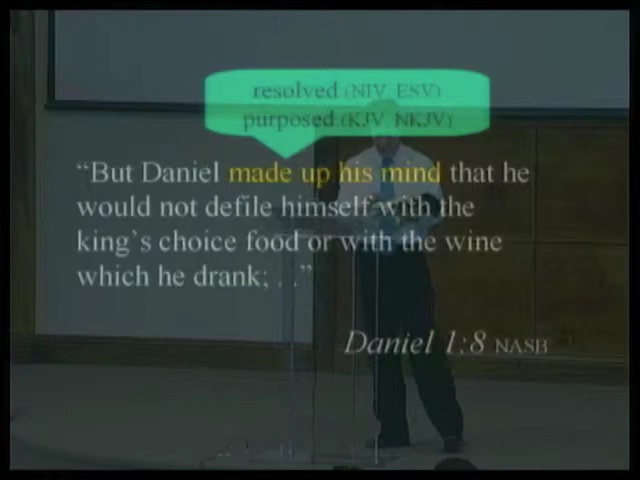 resolved (NIV, ESV)
purposed (KJV, NKJV)
“But Daniel made up his mind that he
would not defile himself with the
king’s choice food or with the wine
which he drank; . .”
Daniel 1:8 NASB